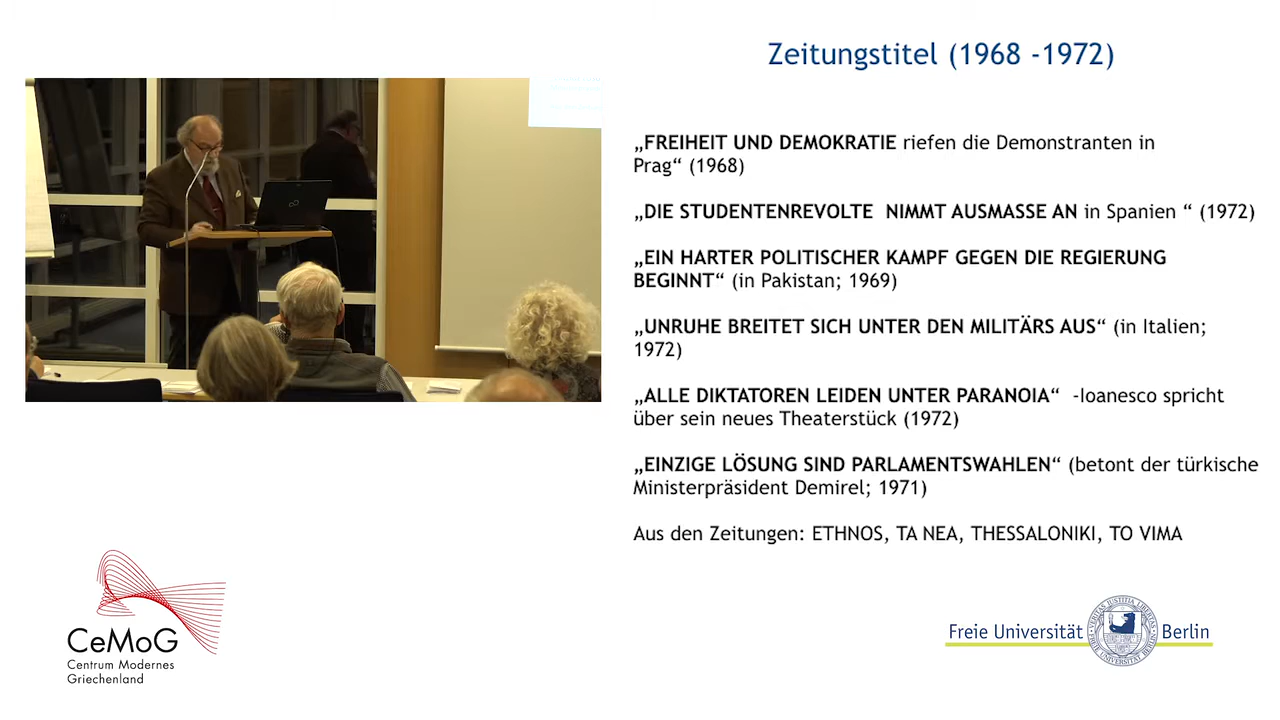 Zeitungstitel (1968 -1972)
„FREIHEIT UND DEMOKRATIE riefen die Demonstranten in
Prag“ (1968)
„DIE STUDENTENREVOLTE  NIMMT AUSMASSE AN in Spanien “ (1972)
„EIN HARTER POLITISCHER KAMPF GEGEN DIE REGIERUNG
BEGINNT“ (in Pakistan; 1969)
„UNRUHE BREITET SICH UNTER DEN MILITÄRS AUS“ (in Italien;
1972)
„ALLE DIKTATOREN LEIDEN UNTER PARANOIA“  -Ioanesco spricht
über sein neues Theaterstück (1972)
„EINZIGE LÖSUNG SIND PARLAMENTSWAHLEN“ (betont der türkische
Ministerpräsident Demirel; 1971)
Aus den Zeitungen: ETHNOS, TA NEA, THESSALONIKI, TO VIMA
CeMoG
Centrum Modernes
Griechenland
Freie Universität Berlin